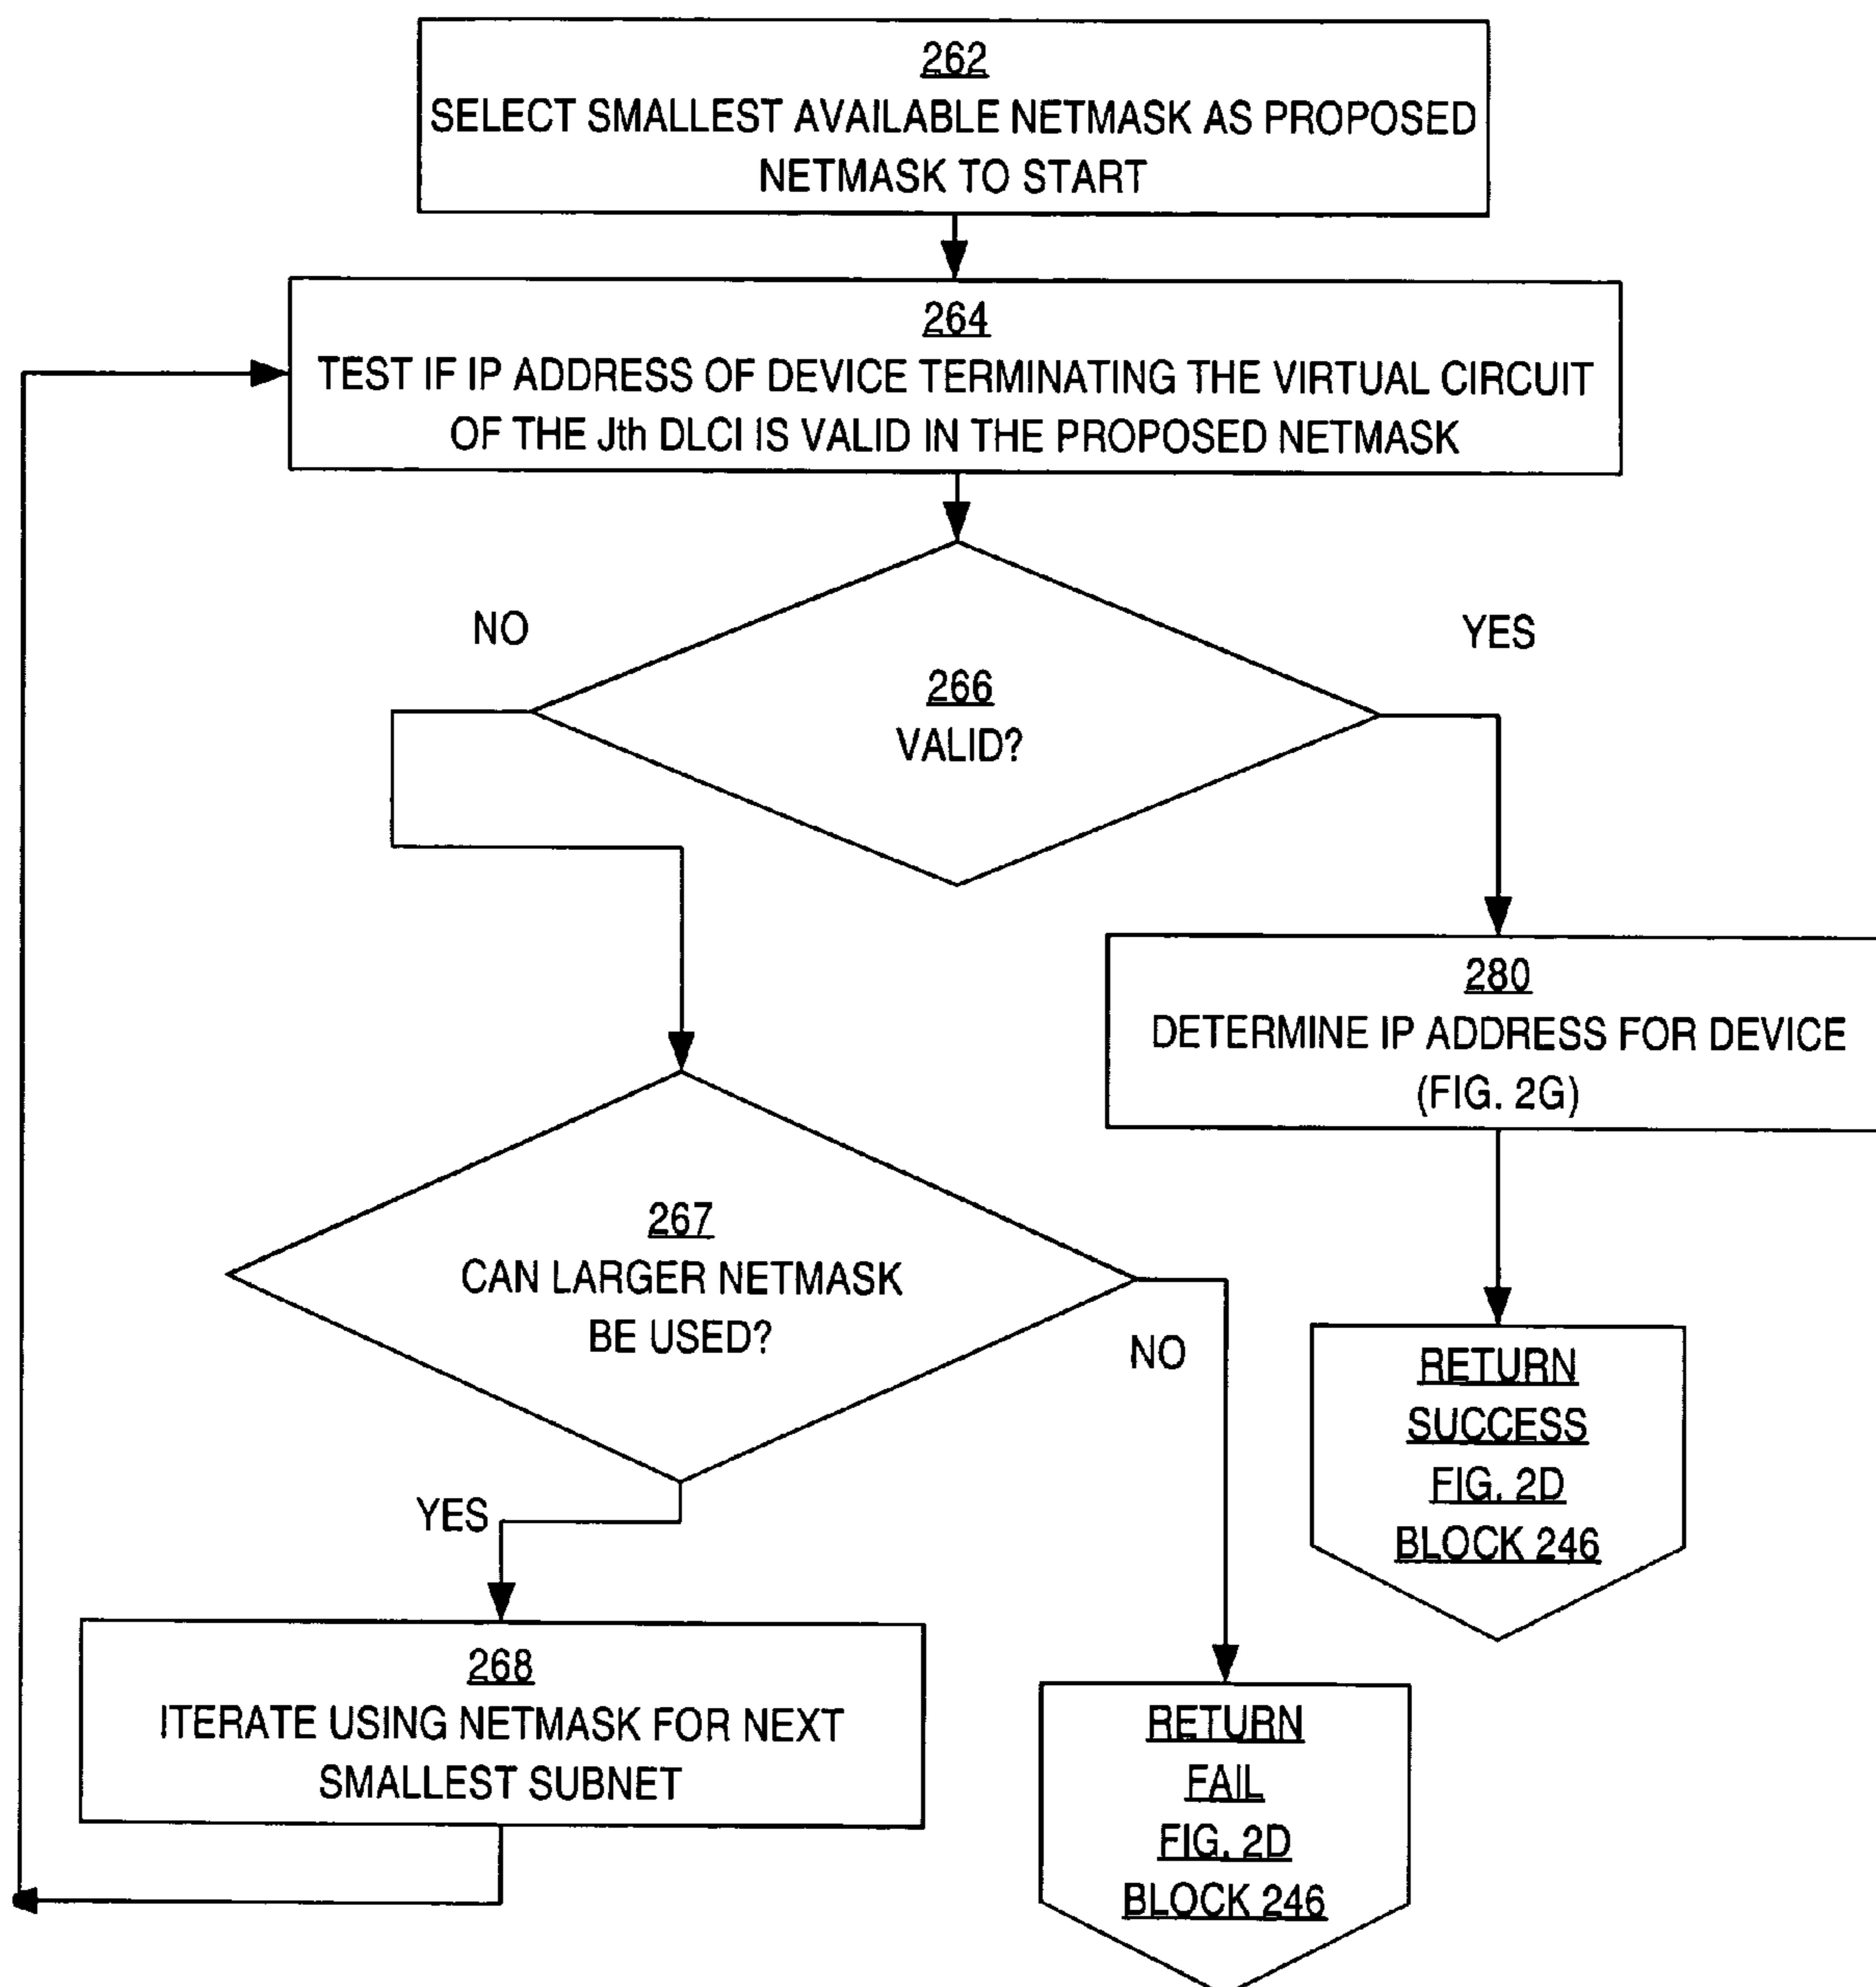 262
SELECT SMALLEST AVAILABLE NETMASK AS PROPOSED
NETMASK TO START
264
TEST IF IP ADDRESS OF DEVICE TERMINATING THE VIRTUAL CIRCUIT
OF THE Jth DLCI IS VALID IN THE PROPOSED NETMASK
NO
YES
266
VALID?
280
DETERMINE IP ADDRESS FOR DEVICE
(FIG. 2G)
267
CAN LARGER NETMASK
BE USED?
NO
YES
RETURN
SUCCESS
FIG. 2D
BLOCK 246
268
ITERATE USING NETMASK FOR NEXT
SMALLEST SUBNET
RETURN
FAIL
FIG. 2D
BLOCK 246